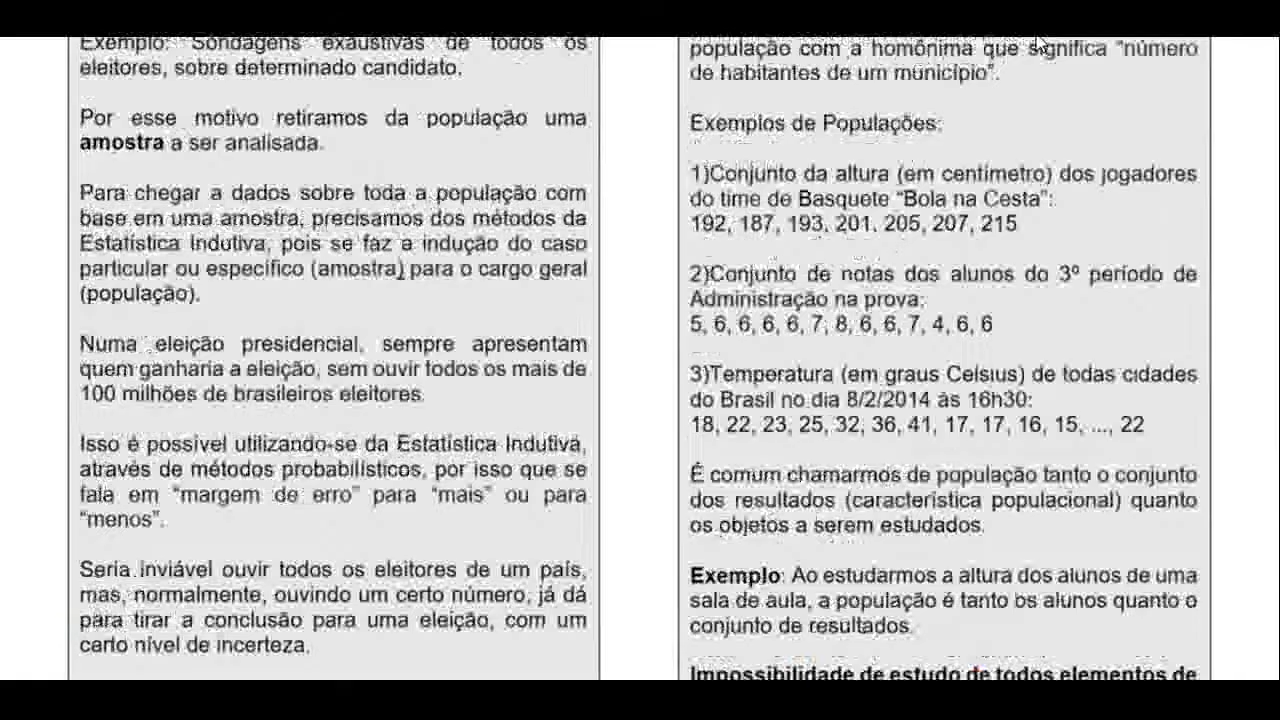 Exemplo: Sondagens exaustivas de todos os
eleitores, sobre determinado candidato.
Por esse motivo retiramos da população uma
amostra a ser analisada.
Para chegar a dados sobre toda a população com
base em uma amostra, precisamos dos métodos da
Estatística Indutiva, pois se faz a indução do caso
particular ou específico (amostra) para o cargo geral
(população).
Numa eleição presidencial, sempre apresentam
quem ganharia a eleição, sem ouvir todos os mais de
100 milhões de brasileiros eleitores.
Isso é possível utilizando-se da Estatística Indutiva,
através de métodos probabilísticos, por isso que se
fala em “margem de erro” para “mais” ou para
“menos”.
Seria inviável ouvir todos os eleitores de um país,
mas, normalmente, ouvindo um certo número, já dá
para tirar a conclusão para uma eleição, com um
certo nível de incerteza.
população com a homônima que significa “número
de habitantes de um município”.
Exemplos de Populações:
1)Conjunto da altura (em centímetro) dos jogadores
do time de Basquete “Bola na Cesta”:
192, 187, 193, 201. 205, 207, 215
2)Conjunto de notas dos alunos do 3º período de
Administração na prova:
5, 6, 6, 6, 6, 7, 8, 6, 6, 7, 4, 6, 6
3)Temperatura (em graus Celsius) de todas cidades
do Brasil no dia 8/2/2014 às 16h30:
18, 22, 23, 25, 32, 36, 41, 17, 17, 16, 15, ..., 22
É comum chamarmos de população tanto o conjunto
dos resultados (característica populacional) quanto
os objetos a serem estudados.
Exemplo: Ao estudarmos a altura dos alunos de uma
sala de aula, a população é tanto os alunos quanto o
conjunto de resultados.
Impossibilidade de estudo de todos elementos de